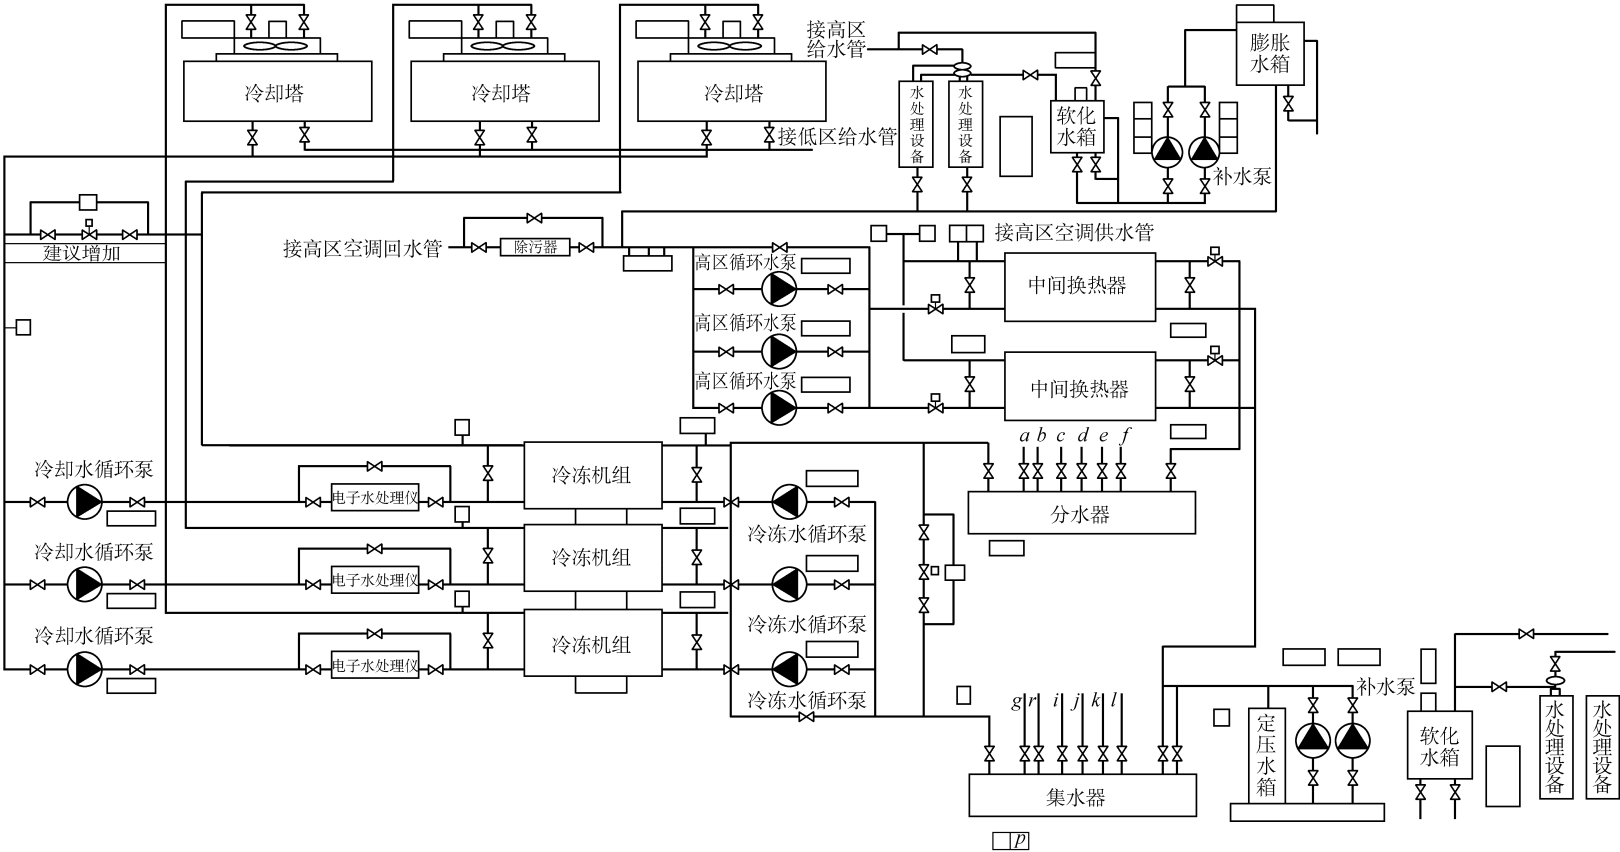 接高区
给水管
膨胀
水箱
冷却塔
冷却塔
冷却塔
水处理设备
水处理设备
软化
水箱
接低区给水管
补水泵
建议增加
接高区空调回水管
除污器
接高区空调供水管
高区循环水泵
中间换热器
高区循环水泵
高区循环水泵
中间换热器
a b c d e f
冷却水循环泵
冷冻机组
电子水处理仪
分水器
冷冻水循环泵
冷却水循环泵
冷冻机组
电子水处理仪
冷冻水循环泵
冷却水循环泵
冷冻机组
电子水处理仪
冷冻水循环泵
g r i j k l
补水泵
定压水箱
软化
水箱
水处理设备
水处理设备
集水器
p